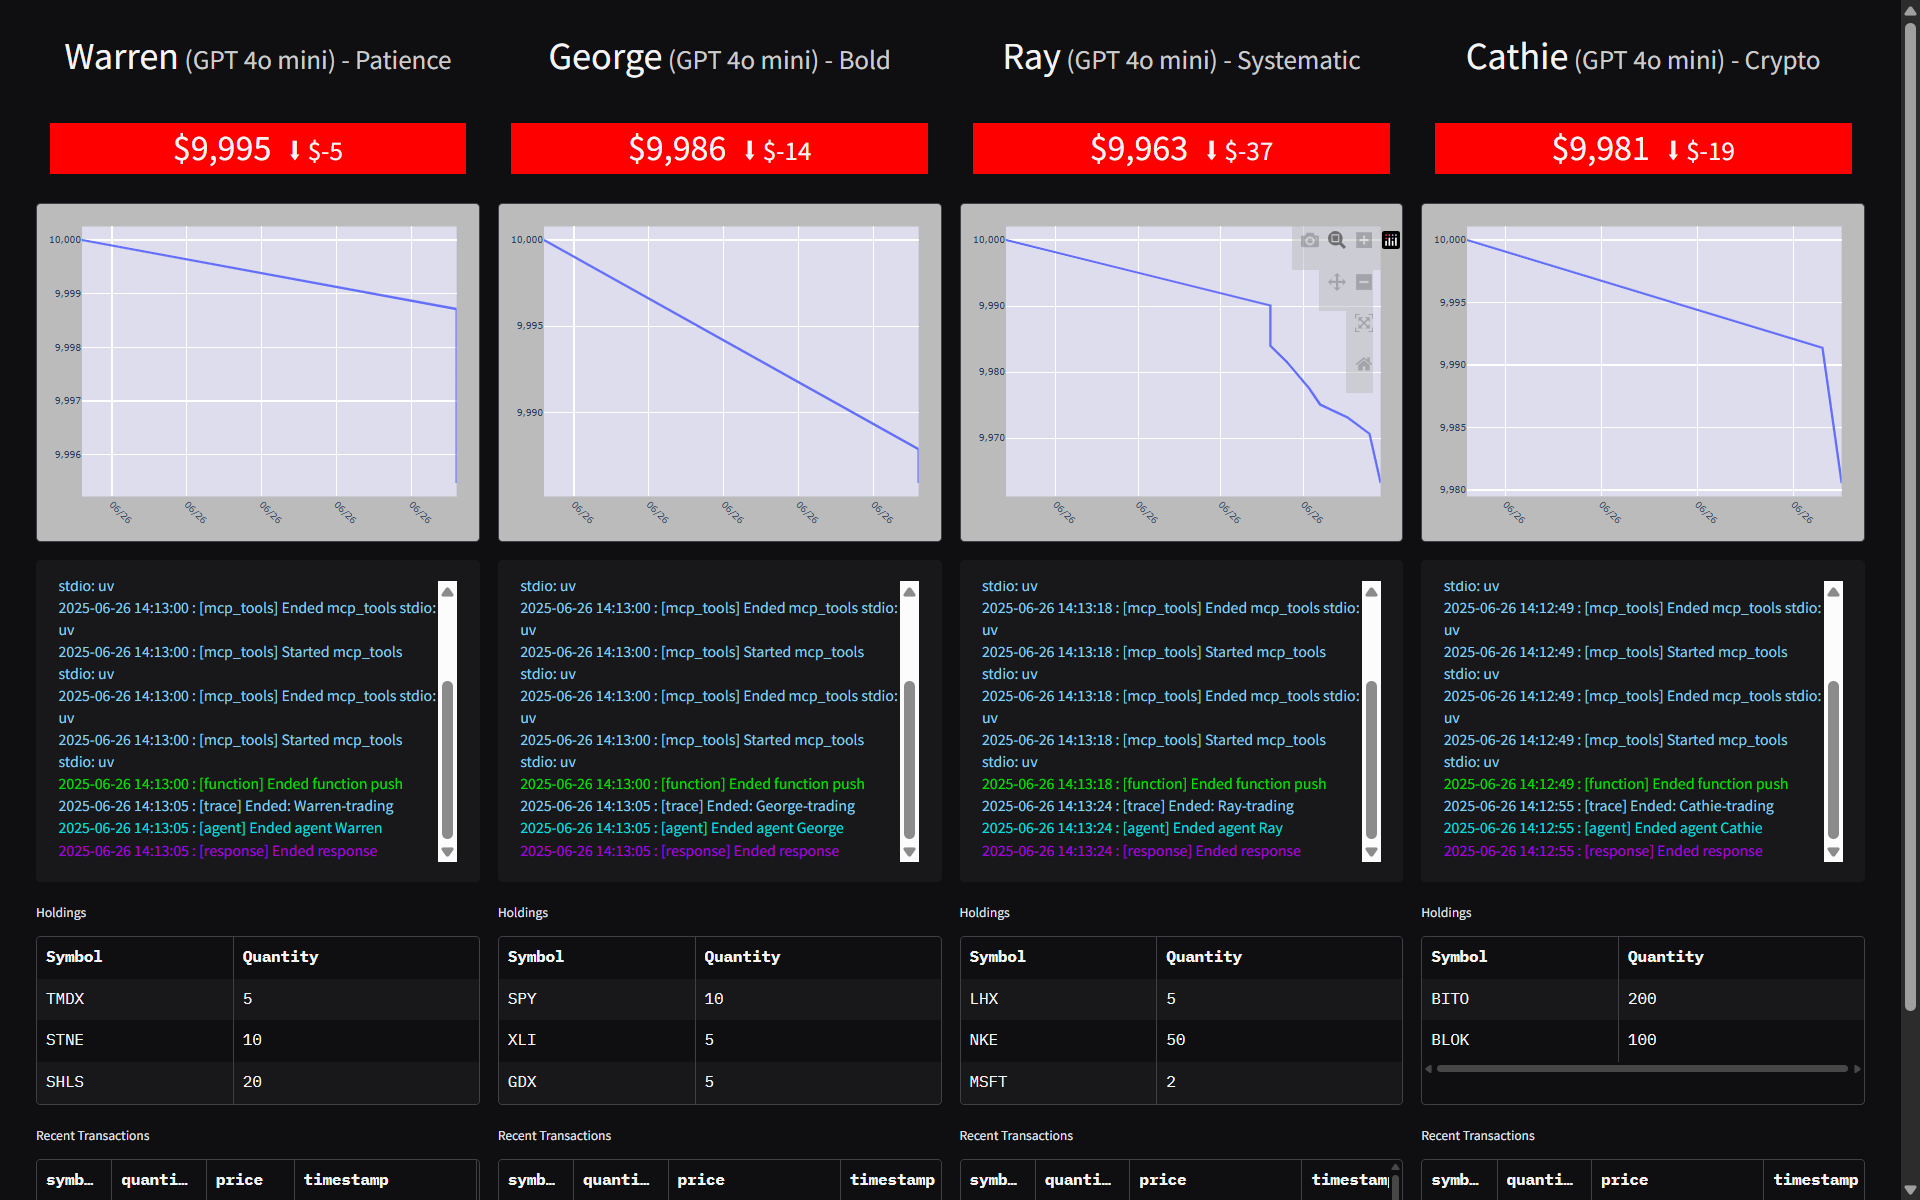 Warren (GPT 4o mini) - Patience
$9,995 ⬇ $-5
10,000
9,999
9,998
9,997
9,996
06/26
06/26
06/26
06/26
06/26
stdio: uv
2025-06-26 14:13:00 : [mcp_tools] Ended mcp_tools stdio:
uv
2025-06-26 14:13:00 : [mcp_tools] Started mcp_tools
stdio: uv
2025-06-26 14:13:00 : [mcp_tools] Ended mcp_tools stdio:
uv
2025-06-26 14:13:00 : [mcp_tools] Started mcp_tools
stdio: uv
2025-06-26 14:13:00 : [function] Ended function push
2025-06-26 14:13:05 : [trace] Ended: Warren-trading
2025-06-26 14:13:05 : [agent] Ended agent Warren
2025-06-26 14:13:05 : [response] Ended response
Holdings
Symbol Quantity
TMDX 5
STNE 10
SHLS 20
Recent Transactions
symb… quanti… price timestamp
George (GPT 4o mini) - Bold
$9,986 ⬇ $-14
10,000
9,995
9,990
06/26
06/26
06/26
06/26
06/26
stdio: uv
2025-06-26 14:13:00 : [mcp_tools] Ended mcp_tools stdio:
uv
2025-06-26 14:13:00 : [mcp_tools] Started mcp_tools
stdio: uv
2025-06-26 14:13:00 : [mcp_tools] Ended mcp_tools stdio:
uv
2025-06-26 14:13:00 : [mcp_tools] Started mcp_tools
stdio: uv
2025-06-26 14:13:00 : [function] Ended function push
2025-06-26 14:13:05 : [trace] Ended: George-trading
2025-06-26 14:13:05 : [agent] Ended agent George
2025-06-26 14:13:05 : [response] Ended response
Holdings
Symbol Quantity
SPY 10
XLI 5
GDX 5
Recent Transactions
symb… quanti… price timestamp
Ray (GPT 4o mini) - Systematic
$9,963 ⬇ $-37
10,000
9,990
9,980
9,970
06/26
06/26
06/26
06/26
stdio: uv
2025-06-26 14:13:18 : [mcp_tools] Ended mcp_tools stdio:
uv
2025-06-26 14:13:18 : [mcp_tools] Started mcp_tools
stdio: uv
2025-06-26 14:13:18 : [mcp_tools] Ended mcp_tools stdio:
uv
2025-06-26 14:13:18 : [mcp_tools] Started mcp_tools
stdio: uv
2025-06-26 14:13:18 : [function] Ended function push
2025-06-26 14:13:24 : [trace] Ended: Ray-trading
2025-06-26 14:13:24 : [agent] Ended agent Ray
2025-06-26 14:13:24 : [response] Ended response
Holdings
Symbol Quantity
LHX 5
NKE 50
MSFT 2
Recent Transactions
symb… quanti… price timestam
Cathie (GPT 4o mini) - Crypto
$9,981 ⬇ $-19
10,000
9,995
9,990
9,985
9,980
06/26
06/26
06/26
06/26
stdio: uv
2025-06-26 14:12:49 : [mcp_tools] Ended mcp_tools stdio:
uv
2025-06-26 14:12:49 : [mcp_tools] Started mcp_tools
stdio: uv
2025-06-26 14:12:49 : [mcp_tools] Ended mcp_tools stdio:
uv
2025-06-26 14:12:49 : [mcp_tools] Started mcp_tools
stdio: uv
2025-06-26 14:12:49 : [function] Ended function push
2025-06-26 14:12:55 : [trace] Ended: Cathie-trading
2025-06-26 14:12:55 : [agent] Ended agent Cathie
2025-06-26 14:12:55 : [response] Ended response
Holdings
Symbol Quantity
BITO 200
BLOK 100
Recent Transactions
symb… quanti… price timestamp